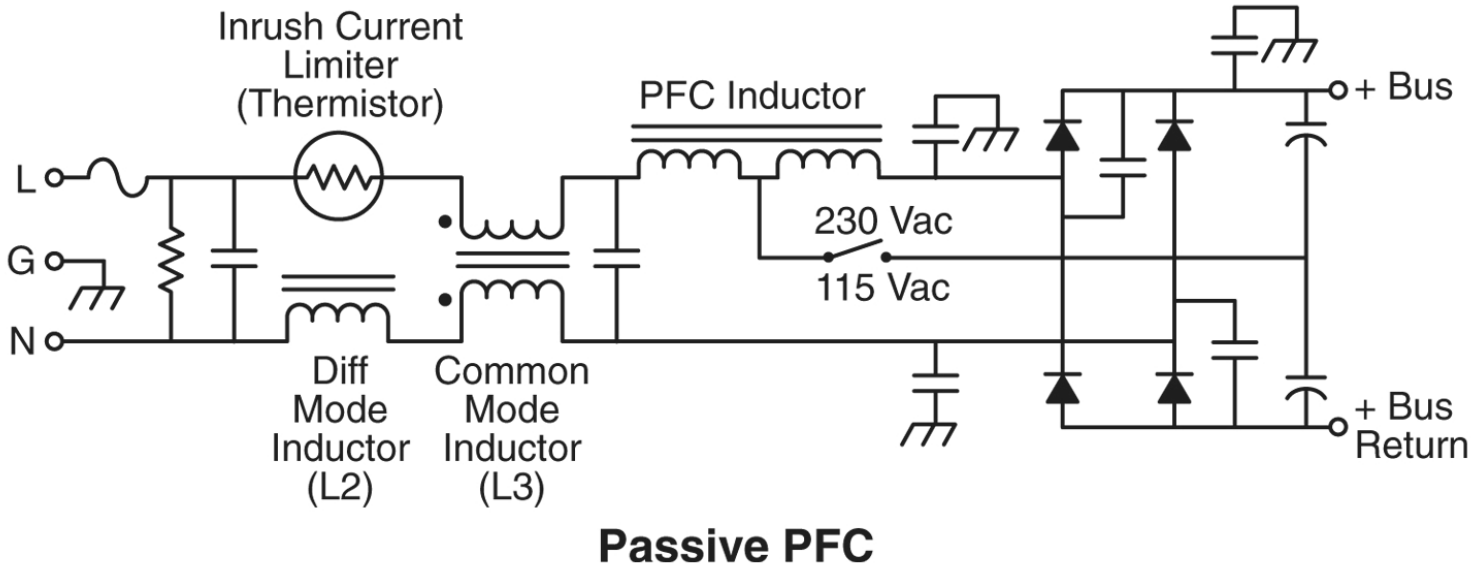 Inrush Current
Limiter
(Thermistor)
PFC Inductor
+ Bus
L
230 Vac
G
115 Vac
N
Diff
Mode
Inductor
(L2)
Common
Mode
Inductor
(L3)
+ Bus
Return
Passive PFC